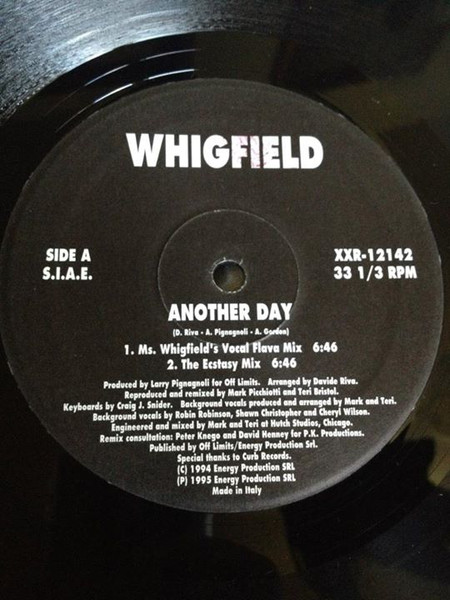 WHIGFIELD
SIDE A
S.I.A.E.
XXR-12142
33 1/3 RPM
ANOTHER DAY
(D. Riva - A. Pignagnoli - A. Gordon)
1. Ms. Whigfield's Vocal Flava Mix 6:46
2. The Ecstasy Mix 6:46
Produced by Larry Pignagnoli for Off Limits. Arranged by Davide Riva.
Reproduced and remixed by Mark Picchiotti and Teri Bristol.
Keyboards by Craig J. Snider. Background vocals produced and arranged by Mark and Teri.
Background vocals by Robin Robinson, Shawn Christopher and Cheryl Wilson.
Engineered and mixed by Mark and Teri at Hutch Studios, Chicago.
Remix consultation: Peter Knego and David Henney for P.K. Productions.
Published by Off Limits/Energy Production Srl.
Special thanks to Curb Records.
(C) 1994 Energy Production SRL
(P) 1995 Energy Production SRL
Made in Italy